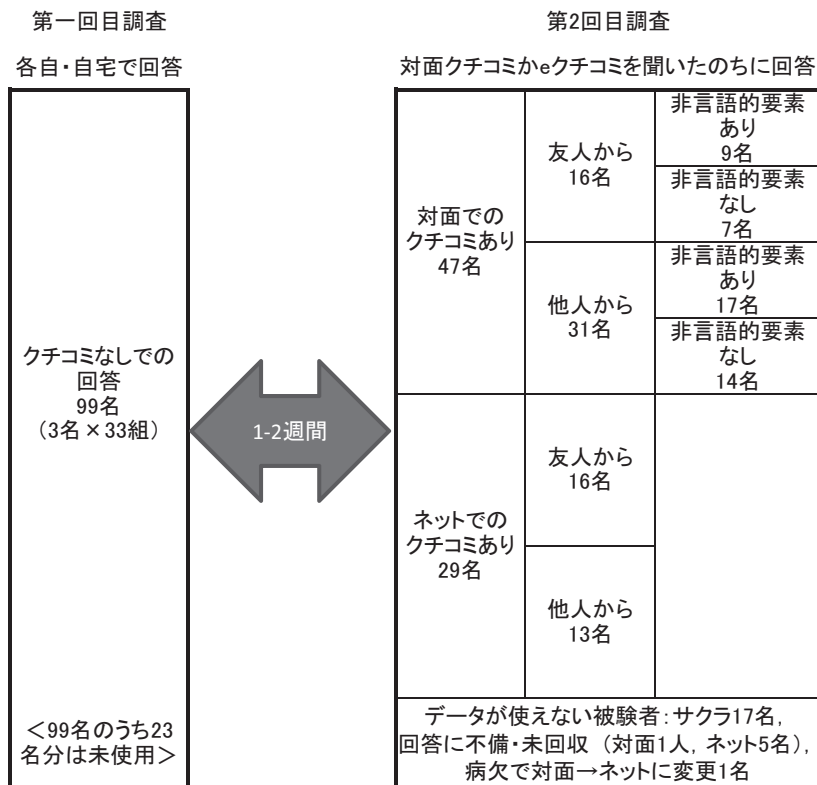 第一回目調査
各自・自宅で回答
クチコミなしでの
回答
99名
(3名×33組)
<99名のうち23
名分は未使用>
1-2週間
第2回目調査
対面クチコミかeクチコミを聞いたのちに回答
対面での
クチコミあり
47名
友人から
16名
非言語的要素
あり
9名
非言語的要素
なし
7名
他人から
31名
非言語的要素
あり
17名
非言語的要素
なし
14名
ネットでの
クチコミあり
29名
友人から
16名
他人から
13名
データが使えない被験者:サクラ17名,
回答に不備・未回収 (対面1人, ネット5名),
病欠で対面→ネットに変更1名